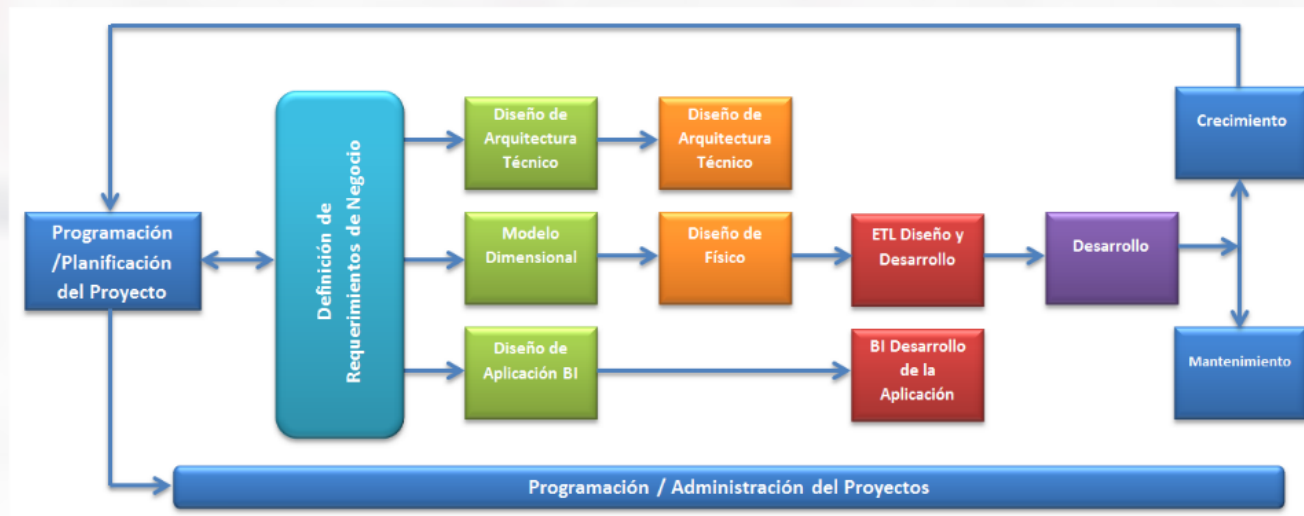 Programación
/Planificación
del Proyecto
Definición de
Requerimientos de Negocio
Diseño de
Arquitectura
Técnico
Diseño de
Arquitectura
Técnico
Modelo
Dimensional
Diseño de
Físico
ETL Diseño y
Desarrollo
Desarrollo
Diseño de
Aplicación BI
BI Desarrollo
de la
Aplicación
Crecimiento
Mantenimiento
Programación / Administración del Proyectos